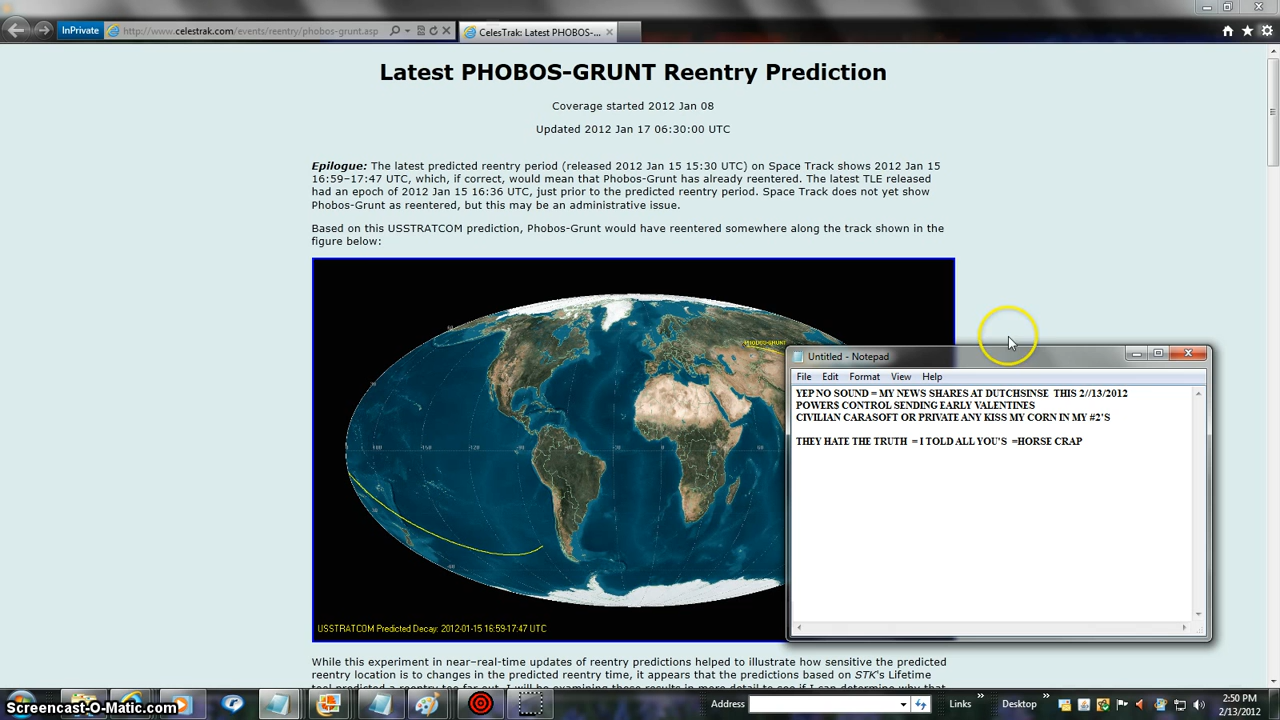 InPrivate
http://www.celestrak.com/events/reentry/phobos-grunt.asp
CelesTrak: Latest PHOBOS-...
Latest PHOBOS-GRUNT Reentry Prediction
Coverage started 2012 Jan 08
Updated 2012 Jan 17 06:30:00 UTC
Epilogue: The latest predicted reentry period (released 2012 Jan 15 15:30 UTC) on Space Track shows 2012 Jan 15
16:59–17:47 UTC, which, if correct, would mean that Phobos-Grunt has already reentered. The latest TLE released
had an epoch of 2012 Jan 15 16:36 UTC, just prior to the predicted reentry period. Space Track does not yet show
Phobos-Grunt as reentered, but this may be an administrative issue.
Based on this USSTRATCOM prediction, Phobos-Grunt would have reentered somewhere along the track shown in the
figure below:
PHOBOS-GRUNT
Untitled - Notepad
File Edit Format View Help
YEP NO SOUND = MY NEWS SHARES AT DUTCHSINSE THIS 2//13/2012
POWERS CONTROL SENDING EARLY VALENTINES
CIVILIAN CARASOFT OR PRIVATE ANY KISS MY CORN IN MY #2'S
THEY HATE THE TRUTH = I TOLD ALL YOU'S =HORSE CRAP
USSTRATCOM Predicted Decay: 2012-01-15 16:59-17:47 UTC
While this experiment in near–real-time updates of reentry predictions helped to illustrate how sensitive the predicted
reentry location is to changes in the predicted reentry time, it appears that the predictions based on STK's Lifetime
Screencast-O-Matic.com
Address
Links
Desktop
2:50 PM
2/13/2012